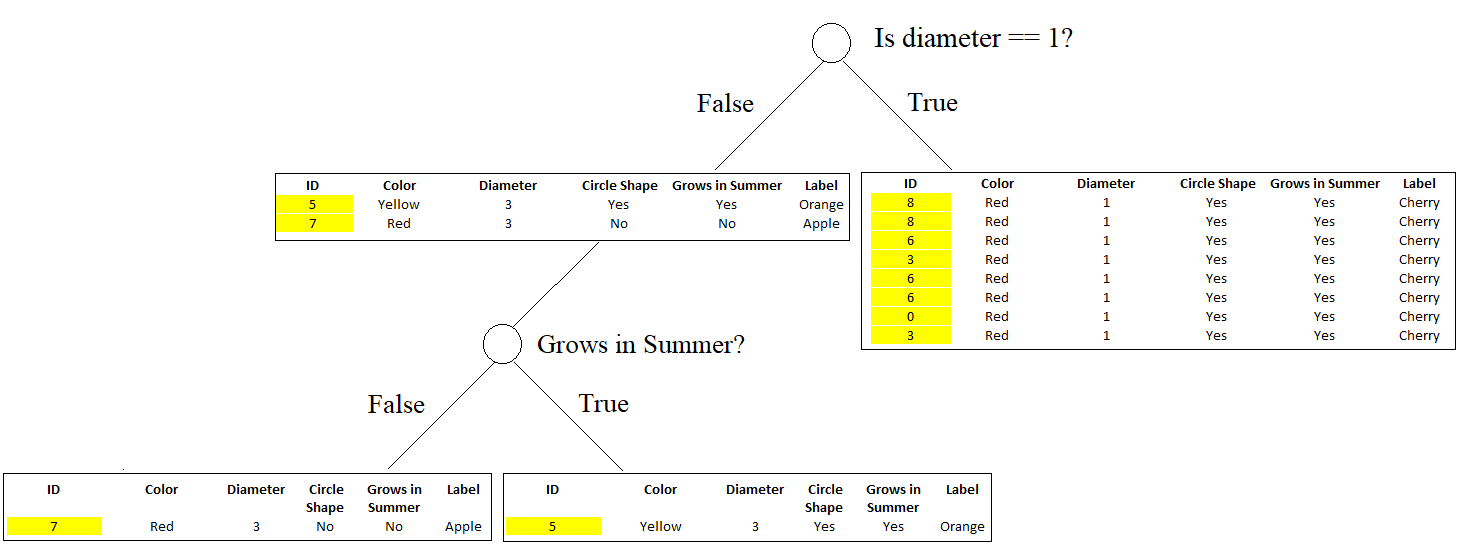 Is diameter == 1?
False
True
ID Color Diameter Circle Shape Grows in Summer Label
5 Yellow 3 Yes Yes Orange
7 Red 3 No No Apple
ID Color Diameter Circle Shape Grows in Summer Label
8 Red 1 Yes Yes Cherry
8 Red 1 Yes Yes Cherry
6 Red 1 Yes Yes Cherry
3 Red 1 Yes Yes Cherry
6 Red 1 Yes Yes Cherry
6 Red 1 Yes Yes Cherry
0 Red 1 Yes Yes Cherry
3 Red 1 Yes Yes Cherry
Grows in Summer?
False
True
ID Color Diameter Circle Grows in Label
Shape Summer
7 Red 3 No No Apple
ID Color Diameter Circle Grows in Label
Shape Summer
5 Yellow 3 Yes Yes Orange